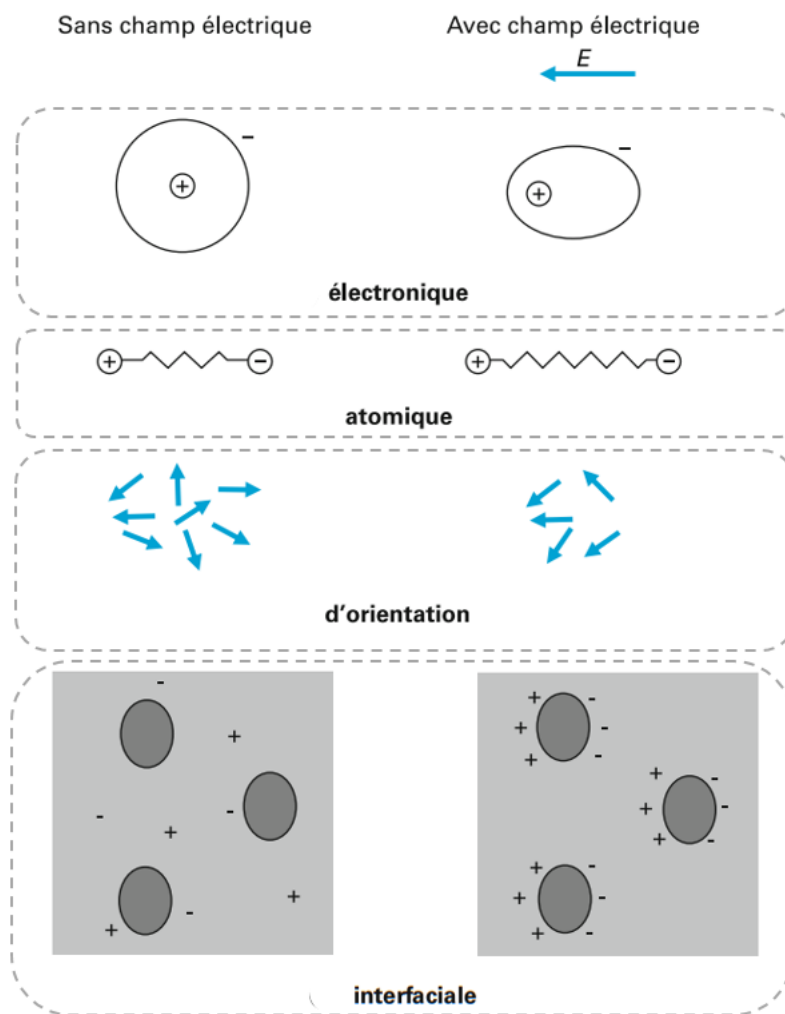 Sans champ électrique
Avec champ électrique
E
électronique
atomique
d'orientation
interfaciale